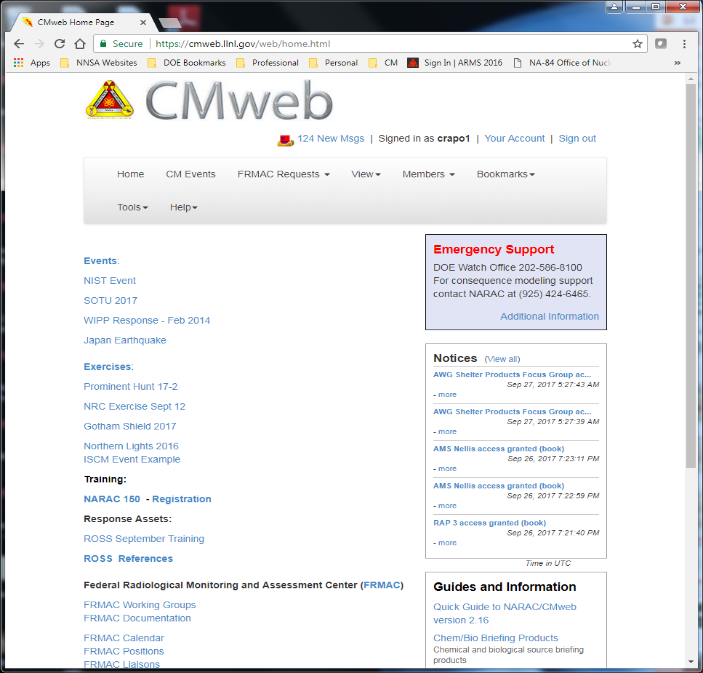 CMweb Home Page
Secure | https://cmweb.llnl.gov/web/home.html
Apps NNSA Websites DOE Bookmarks Professional Personal CM Sign In | ARMS 2016 NA-84 Office of Nucl »
CMweb
124 New Msgs | Signed in as crapo1 | Your Account | Sign out
Home CM Events FRMAC Requests View Members Bookmarks
Tools Help
Events:
NIST Event
SOTU 2017
WIPP Response - Feb 2014
Japan Earthquake
Exercises:
Prominent Hunt 17-2
NRC Exercise Sept 12
Gotham Shield 2017
Northern Lights 2016
ISCM Event Example
Training:
NARAC 150 - Registration
Response Assets:
ROSS September Training
ROSS References
Federal Radiological Monitoring and Assessment Center (FRMAC)
FRMAC Working Groups
FRMAC Documentation
FRMAC Calendar
FRMAC Positions
FRMAC Liaisons
Emergency Support
DOE Watch Office 202-586-8100
For consequence modeling support
contact NARAC at (925) 424-6465.
Additional Information
Notices (View all)
AWG Shelter Products Focus Group ac...
Sep 27, 2017 5:27:43 AM
- more
AWG Shelter Products Focus Group ac...
Sep 27, 2017 5:27:39 AM
- more
AMS Nellis access granted (book)
Sep 26, 2017 7:23:11 PM
- more
AMS Nellis access granted (book)
Sep 26, 2017 7:22:59 PM
- more
RAP 3 access granted (book)
Sep 26, 2017 7:21:40 PM
- more
Time in UTC
Guides and Information
Quick Guide to NARAC/CMweb
version 2.16
Chem/Bio Briefing Products
Chemical and biological source briefing
products